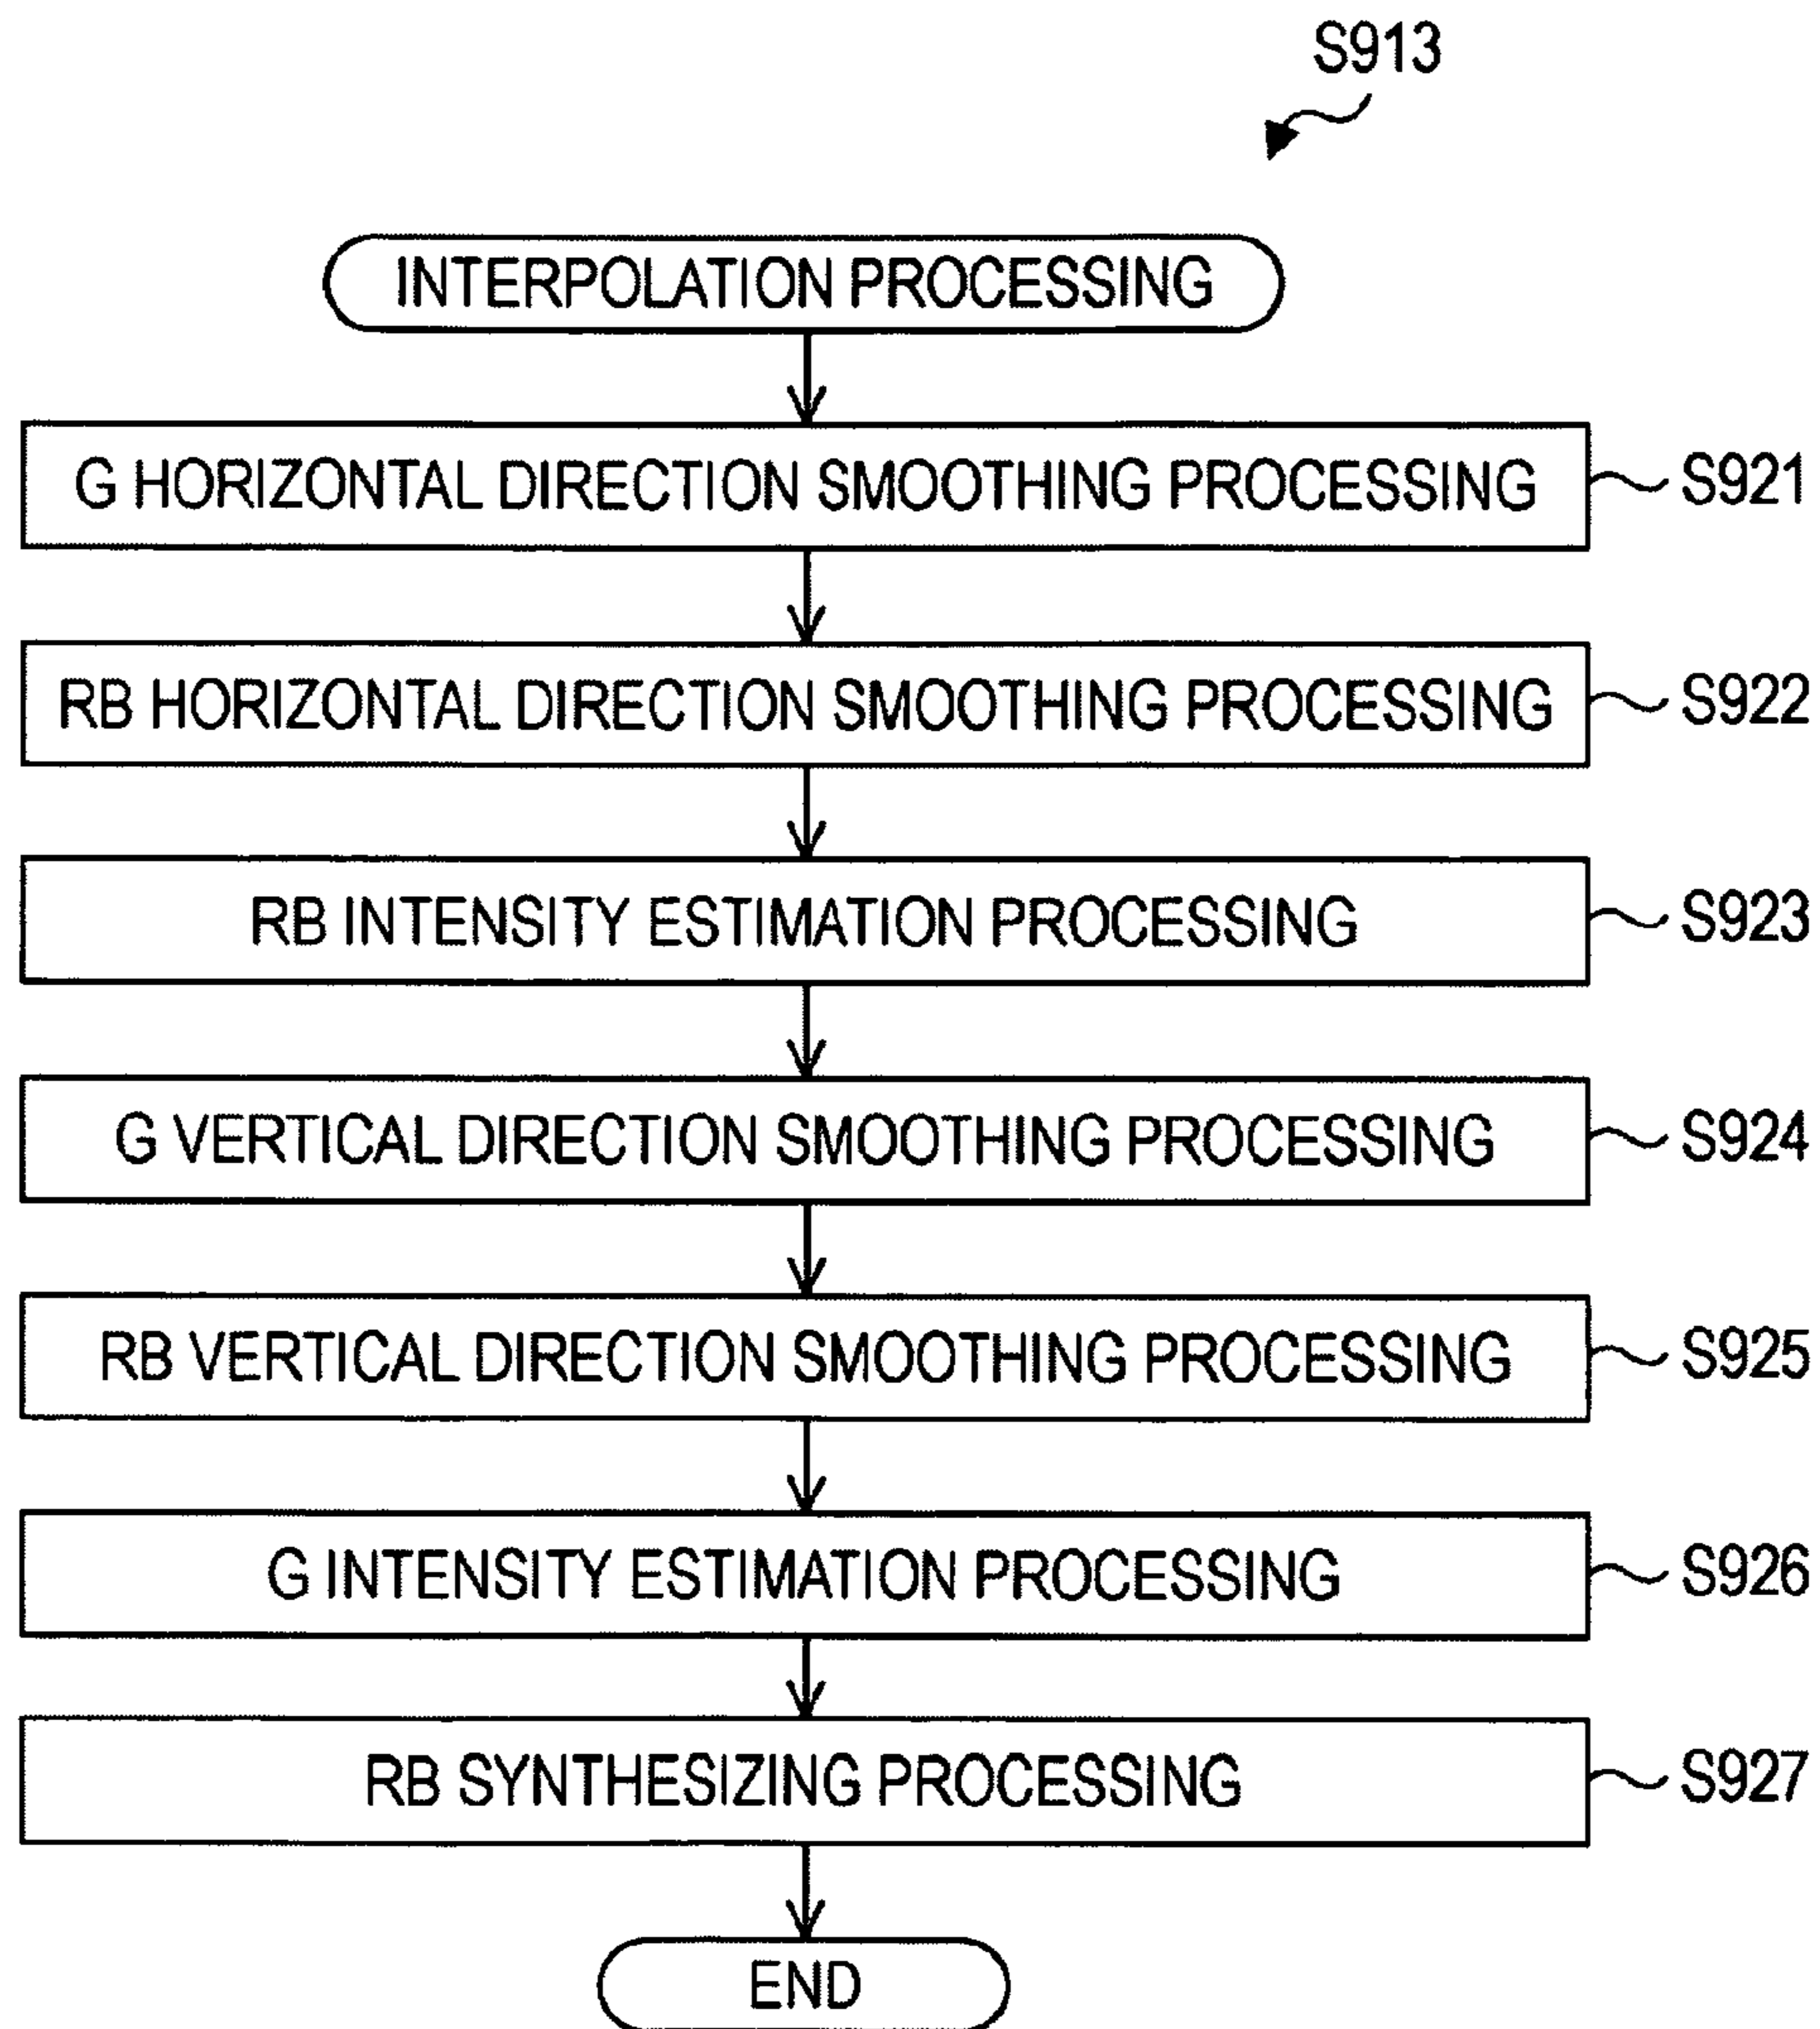 S913
INTERPOLATION PROCESSING
G HORIZONTAL DIRECTION SMOOTHING PROCESSING
S921
RB HORIZONTAL DIRECTION SMOOTHING PROCESSING
S922
RB INTENSITY ESTIMATION PROCESSING
S923
G VERTICAL DIRECTION SMOOTHING PROCESSING
S924
RB VERTICAL DIRECTION SMOOTHING PROCESSING
S925
G INTENSITY ESTIMATION PROCESSING
S926
RB SYNTHESIZING PROCESSING
S927
END